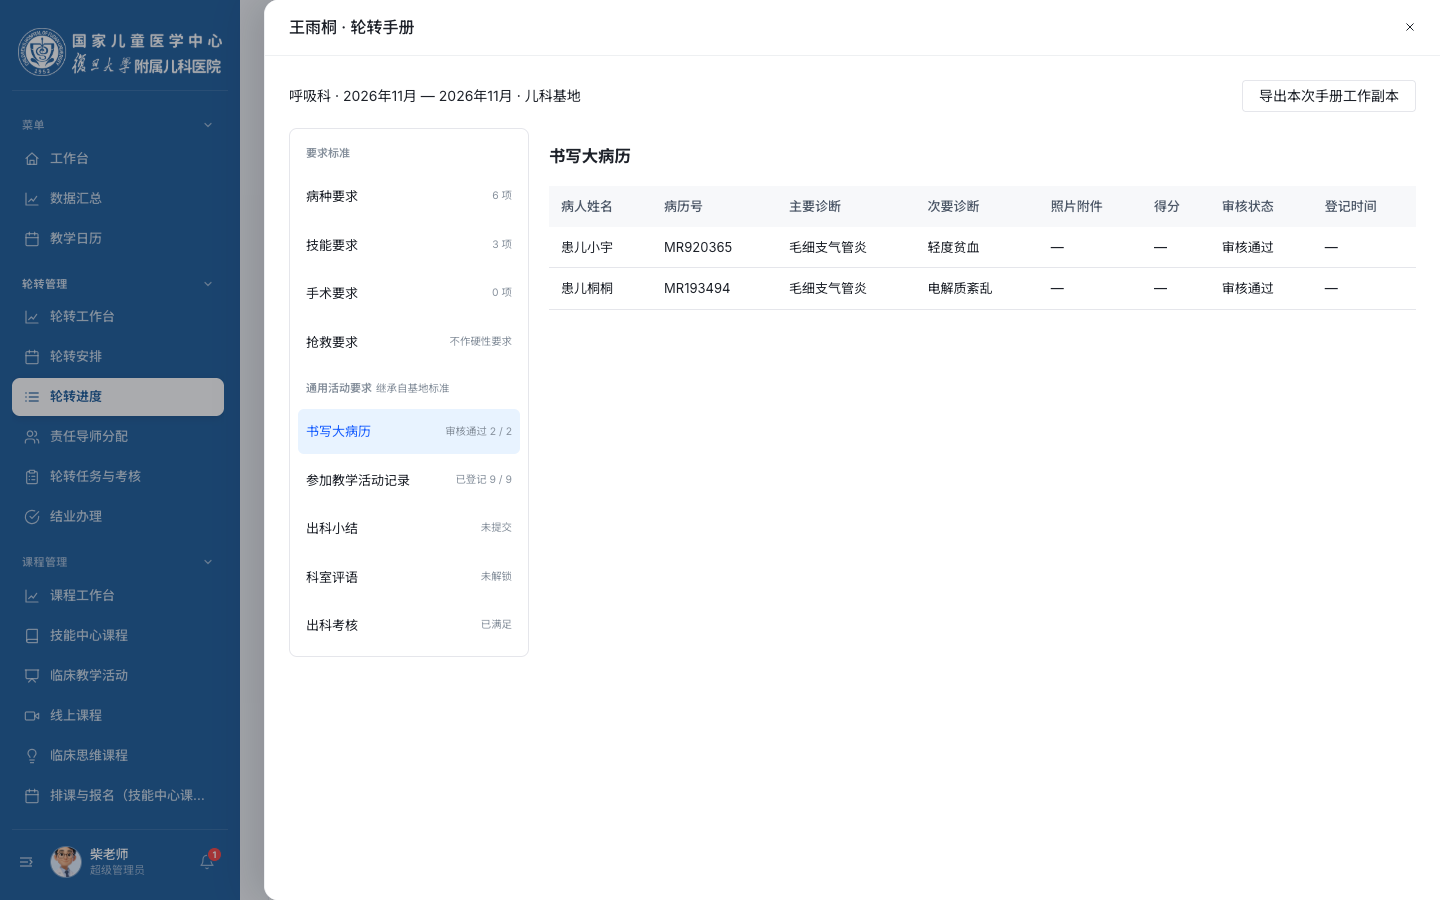 国家儿童医学中心
復旦大学附属儿科医院
1952
菜单
工作台
数据汇总
教学日历
轮转管理
轮转工作台
轮转安排
轮转进度
责任导师分配
轮转任务与考核
结业办理
课程管理
课程工作台
技能中心课程
临床教学活动
线上课程
临床思维课程
排课与报名（技能中心课...
柴老师
超级管理员
1
王雨桐 · 轮转手册
呼吸科 · 2026年11月 — 2026年11月 · 儿科基地
导出本次手册工作副本
要求标准
病种要求 6 项
技能要求 3 项
手术要求 0 项
抢救要求 不作硬性要求
通用活动要求 继承自基地标准
书写大病历 审核通过 2 / 2
参加教学活动记录 已登记 9 / 9
出科小结 未提交
科室评语 未解锁
出科考核 已满足
书写大病历
病人姓名 病历号 主要诊断 次要诊断 照片附件 得分 审核状态 登记时间
患儿小宇 MR920365 毛细支气管炎 轻度贫血 — — 审核通过 —
患儿桐桐 MR193494 毛细支气管炎 电解质紊乱 — — 审核通过 —